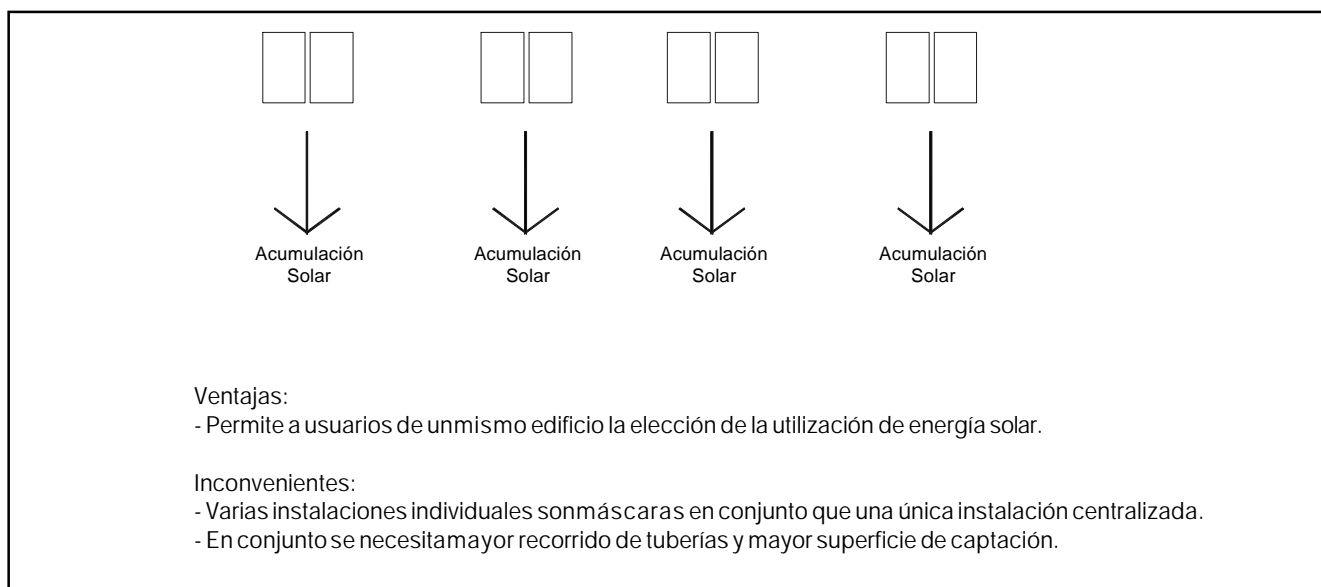 Acumulación Solar
Acumulación Solar
Acumulación Solar
Acumulación Solar
Ventajas:
- Permite a usuarios de unmismo edificio la elección de la utilización de energía solar.
Inconvenientes:
- Varias instalaciones individuales sonmáscaras en conjunto que una única instalación centralizada.
- En conjunto se necesitamayor recorrido de tuberías y mayor superficie de captación.